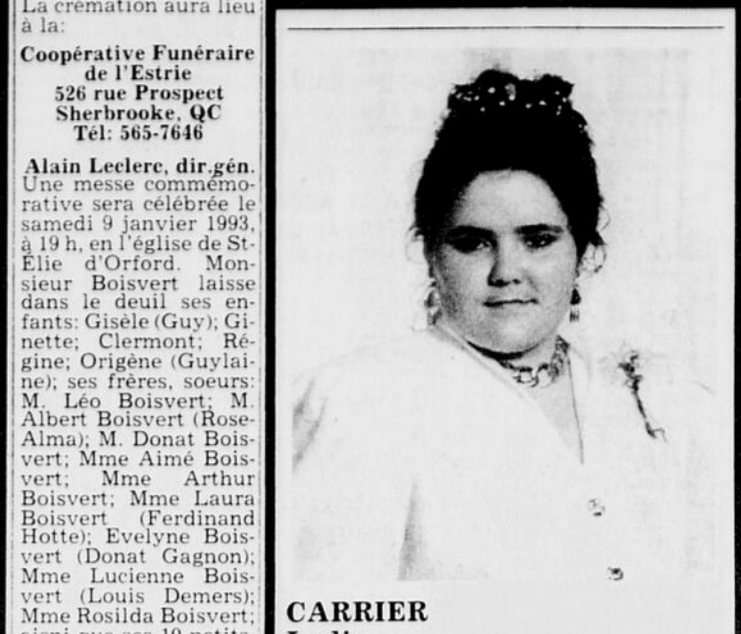 La crémation aura lieu
à la:
Coopérative Funéraire
de l'Estrie
526 rue Prospect
Sherbrooke, QC
Tél: 565-7646
Alain Leclerc, dir.gén.
Une messe commémo-
rative sera célébrée le
samedi 9 janvier 1993,
à 19 h, en l'église de St-
Élie d'Orford. Mon-
sieur Boisvert laisse
dans le deuil ses en-
fants: Gisèle (Guy); Gi-
nette; Clermont; Ré-
gine; Origène (Guylai-
ne); ses frères, soeurs:
M. Léo Boisvert; M.
Albert Boisvert (Rose-
Alma); M. Donat Bois-
vert; Mme Aimé Bois-
vert; Mme Arthur
Boisvert; Mme Laura
Boisvert (Ferdinand
Hotte); Evelyne Bois-
vert (Donat Gagnon);
Mme Lucienne Bois-
vert (Louis Demers);
Mme Rosilda Boisvert;
CARRIER